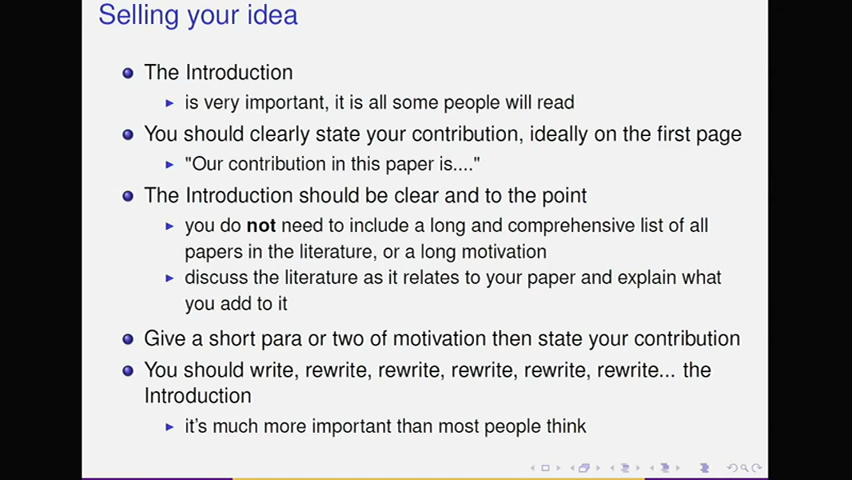 Selling your idea
The Introduction
is very important, it is all some people will read
You should clearly state your contribution, ideally on the first page
"Our contribution in this paper is...."
The Introduction should be clear and to the point
you do not need to include a long and comprehensive list of all
papers in the literature, or a long motivation
discuss the literature as it relates to your paper and explain what
you add to it
Give a short para or two of motivation then state your contribution
You should write, rewrite, rewrite, rewrite, rewrite, rewrite... the
Introduction
it's much more important than most people think